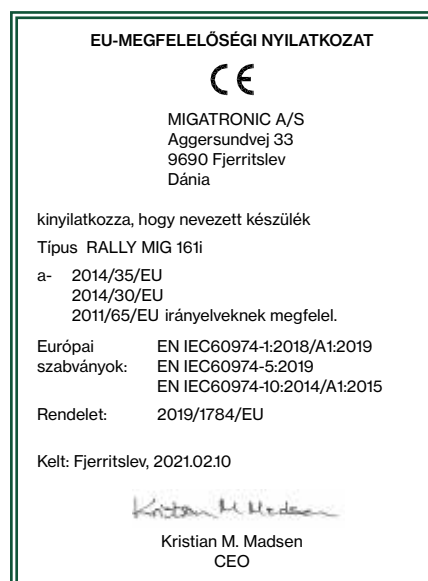 EU-MEGFELELŐSÉGI NYILATKOZAT
CE
MIGATRONIC A/S
Aggersundvej 33
9690 Fjerritslev
Dánia
kinyilatkozza, hogy nevezett készülék
Típus RALLY MIG 161i
a- 2014/35/EU
2014/30/EU
2011/65/EU irányelveknek megfelel.
Európai EN IEC60974-1:2018/A1:2019
szabványok: EN IEC60974-5:2019
EN IEC60974-10:2014/A1:2015
Rendelet: 2019/1784/EU
Kelt: Fjerritslev, 2021.02.10
Kristian M Madsen
Kristian M. Madsen
CEO